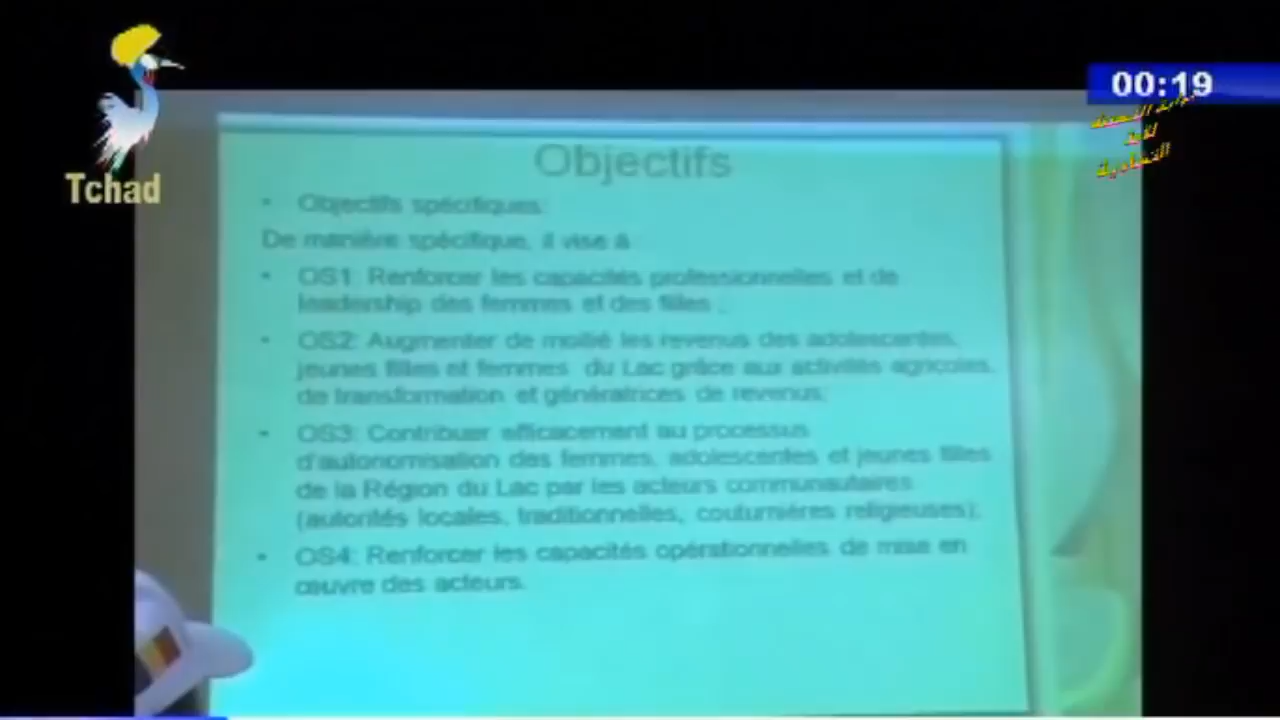 00:19
Tchad
Objectifs
• Objectifs spécifiques:
De manière spécifique, il vise à
• OS1: Renforcer les capacités professionnelles et de
leadership des femmes et des filles ;
• OS2: Augmenter de moitié les revenus des adolescentes,
jeunes filles et femmes du Lac grâce aux activités agricoles,
de transformation et génératrices de revenus;
• OS3: Contribuer efficacement au processus
d'autonomisation des femmes, adolescentes et jeunes filles
de la Région du Lac par les acteurs communautaires
(autorités locales, traditionnelles, coutumières religieuses);
• OS4: Renforcer les capacités opérationnelles de mise en
œuvre des acteurs.